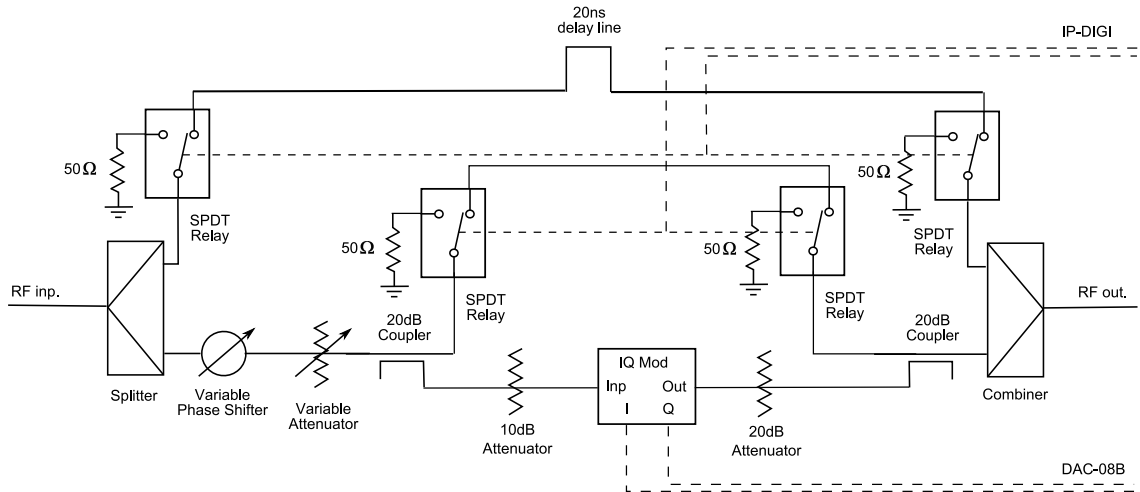 20ns
delay line
IP-DIGI
50Ω
50Ω
SPDT
Relay
50Ω
50Ω
SPDT
Relay
RF inp.
SPDT
Relay
SPDT
Relay
RF out.
20dB
Coupler
20dB
Coupler
IQ Mod
Inp Out
I Q
Splitter
Variable
Phase Shifter
Variable
Attenuator
10dB
Attenuator
20dB
Attenuator
Combiner
DAC-08B